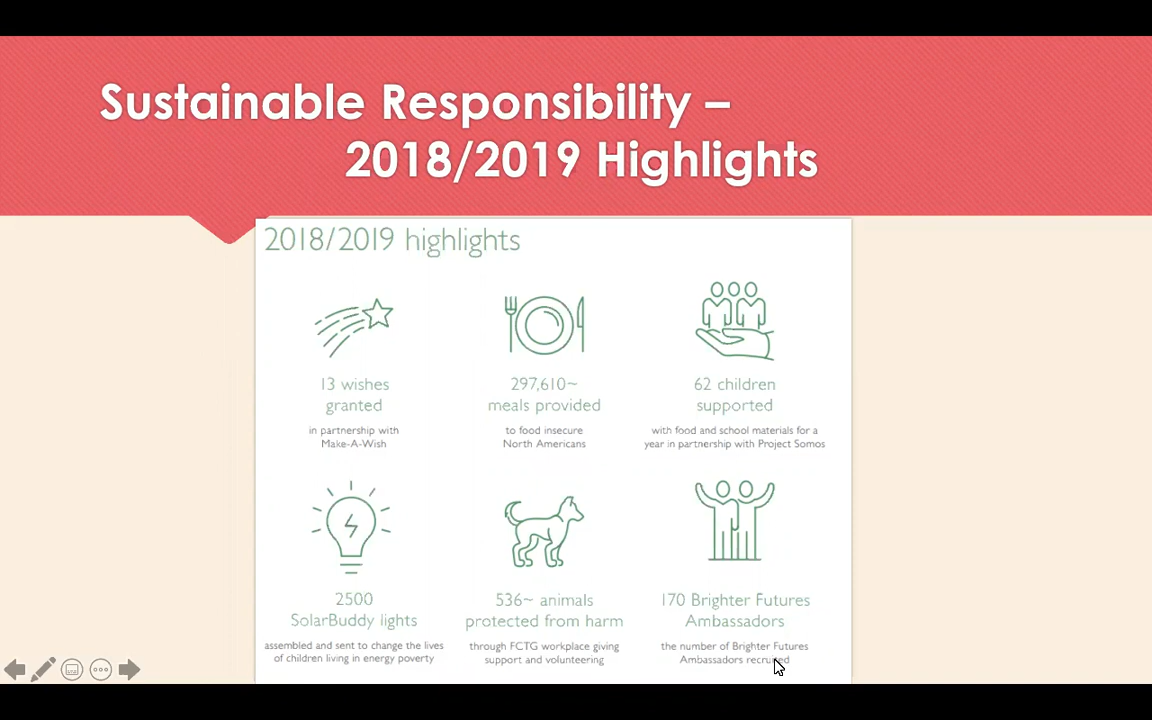 Sustainable Responsibility –
2018/2019 Highlights
2018/2019 highlights
13 wishes
granted
in partnership with
Make-A-Wish
297,610~
meals provided
to food insecure
North Americans
62 children
supported
with food and school materials for a
year in partnership with Project Somos
2500
SolarBuddy lights
assembled and sent to change the lives
of children living in energy poverty
536~ animals
protected from harm
through FCTG workplace giving
support and volunteering
170 Brighter Futures
Ambassadors
the number of Brighter Futures
Ambassadors recruited